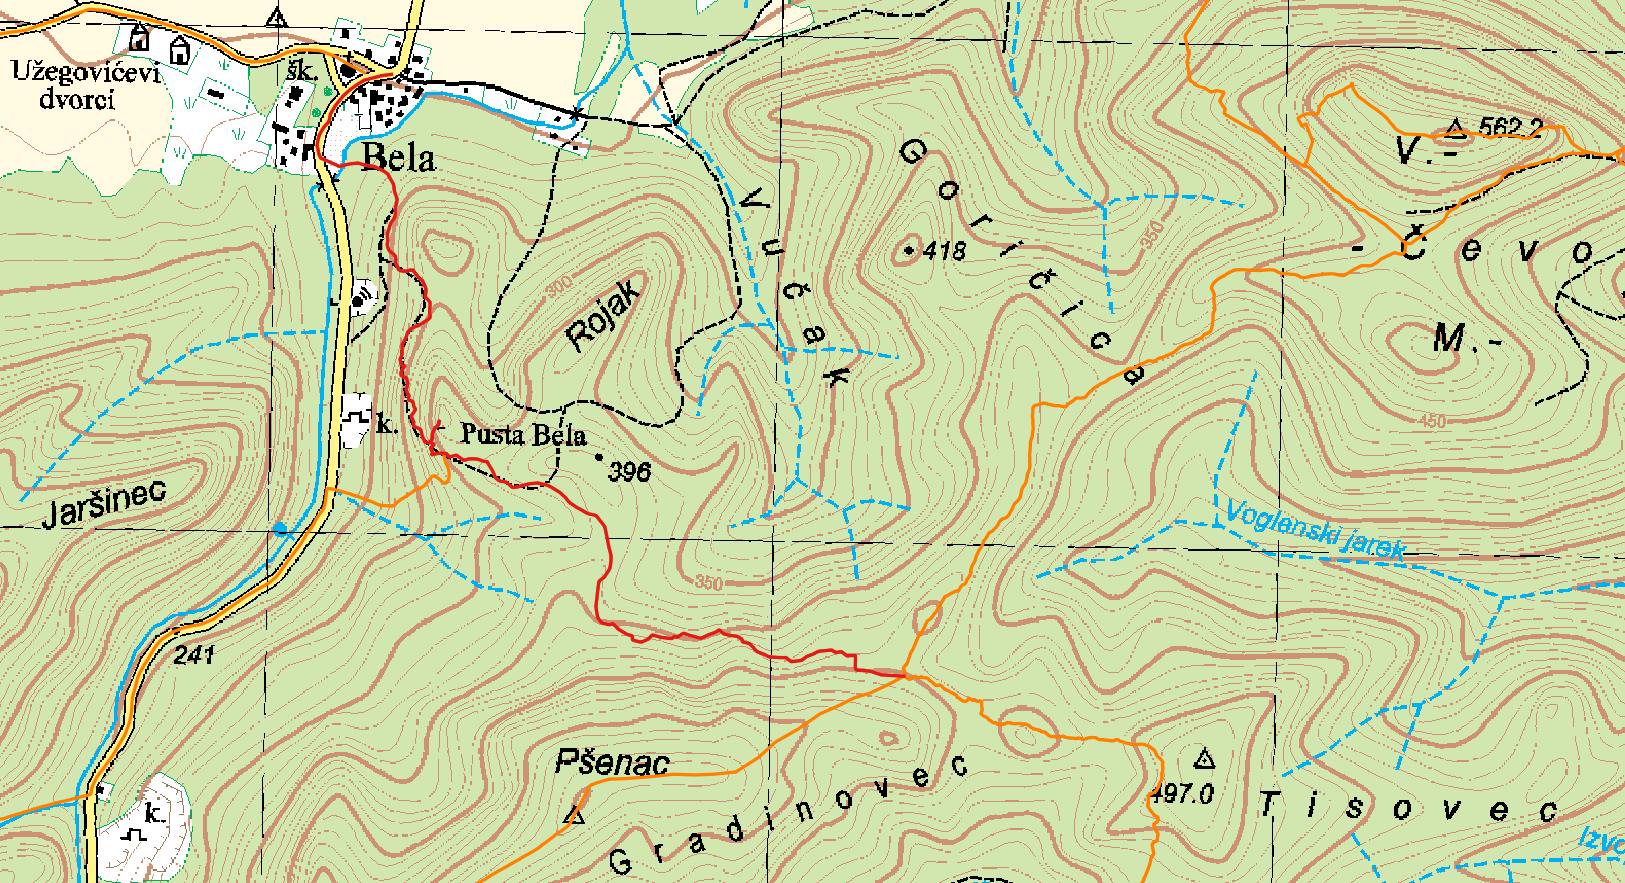 Užegovićevi
dvorci
šk.
Bela
Goričica
418
350
562.2
V.-
- Čevo
M.-
450
Vučak
300
Rojak
k.
Pusta Bela
396
Jaršinec
Voglenski jarek
350
241
Pšenac
Gradinovec
497.0
Tisovec
k.
Izvo